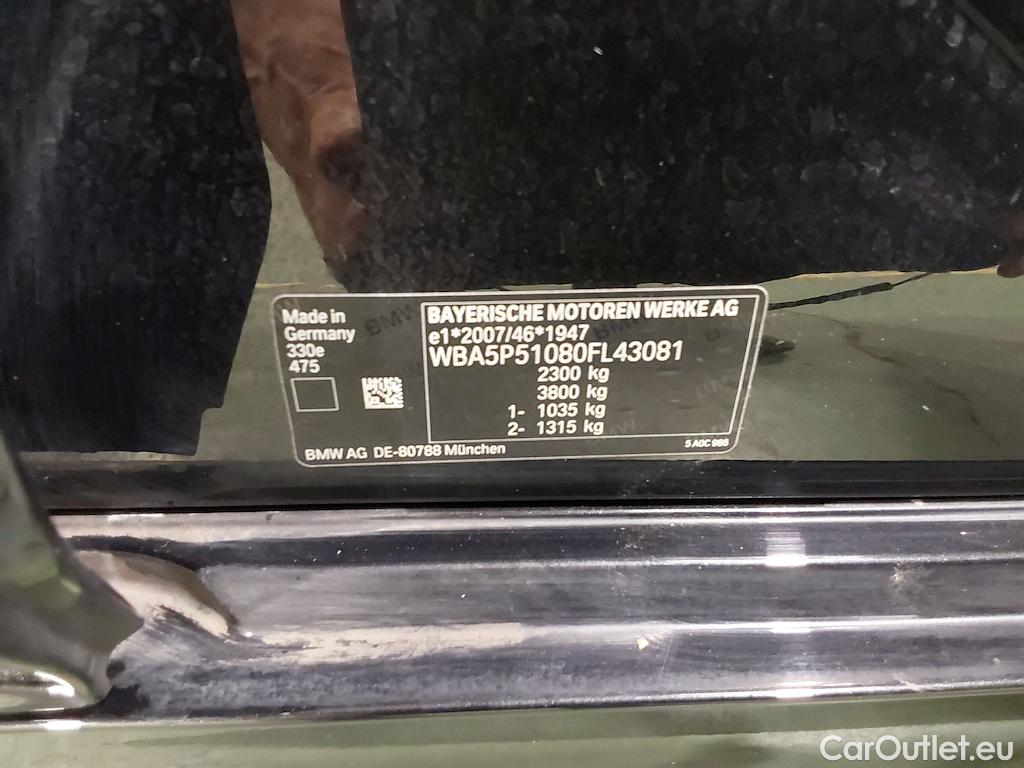 Made in
Germany
330e
475
BAYERISCHE MOTOREN WERKE AG
e1*2007/46*1947
WBA5P51080FL43081
2300 kg
3800 kg
1- 1035 kg
2- 1315 kg
BMW AG DE-80788 München
5 A0C 986
CarOutlet.eu